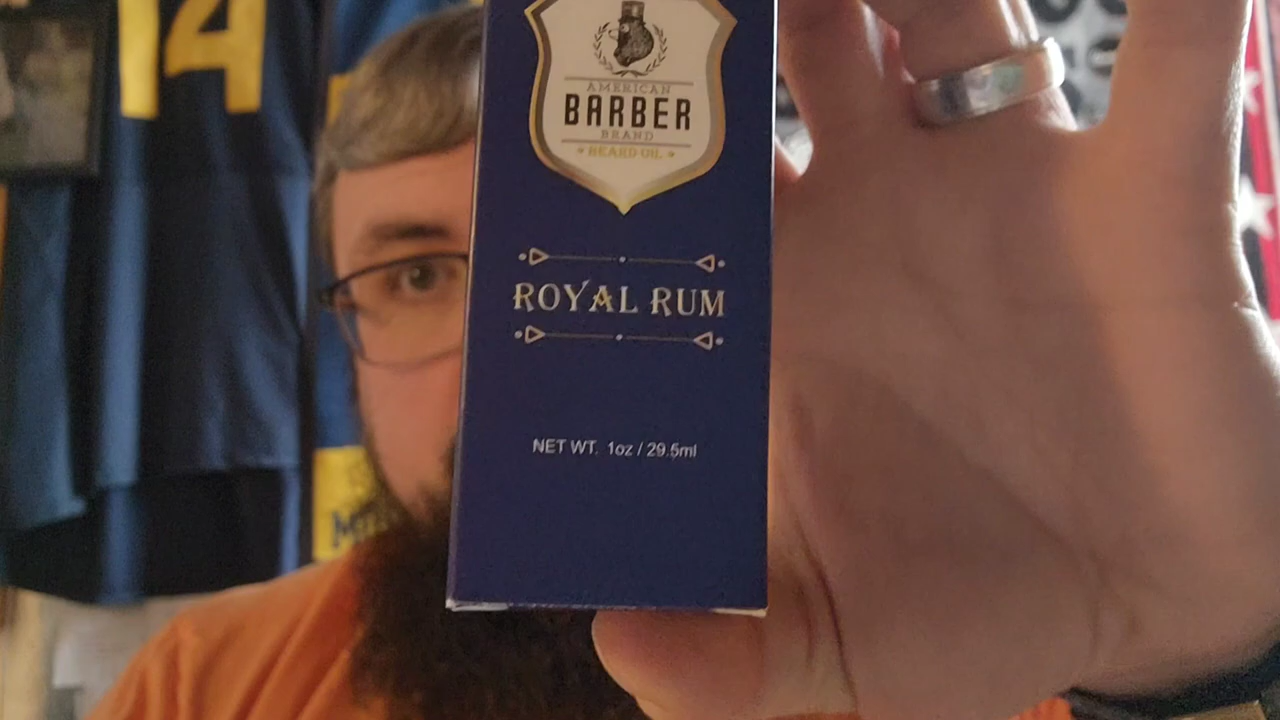 14
AMERICAN
BARBER
BRAND
BEARD OIL
ROYAL RUM
NET WT. 1oz / 29.5ml